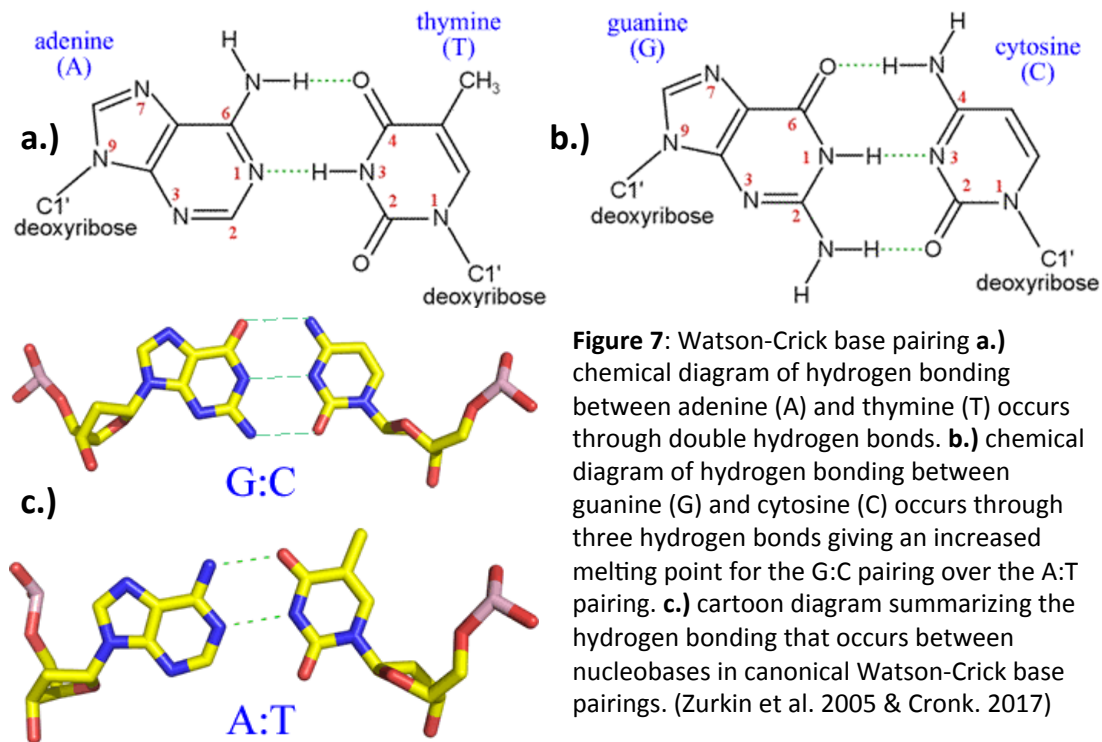 a.)
adenine
(A)
thymine
(T)
H
N H O CH3
N
7
6
4
9
N
1 N H N 3
3
N
2
2
1
N
O
C1'
deoxyribose
C1'
deoxyribose
b.)
guanine
(G)
cytosine
(C)
H
O H N
N
7
6
4
9
N
1 N H N 3
3
N
2
2
1
N
N H O
H
C1'
deoxyribose
C1'
deoxyribose
c.)
G:C
A:T
Figure 7: Watson-Crick base pairing a.)
chemical diagram of hydrogen bonding
between adenine (A) and thymine (T) occurs
through double hydrogen bonds. b.) chemical
diagram of hydrogen bonding between
guanine (G) and cytosine (C) occurs through
three hydrogen bonds giving an increased
melting point for the G:C pairing over the A:T
pairing. c.) cartoon diagram summarizing the
hydrogen bonding that occurs between
nucleobases in canonical Watson-Crick base
pairings. (Zurkin et al. 2005 & Cronk. 2017)